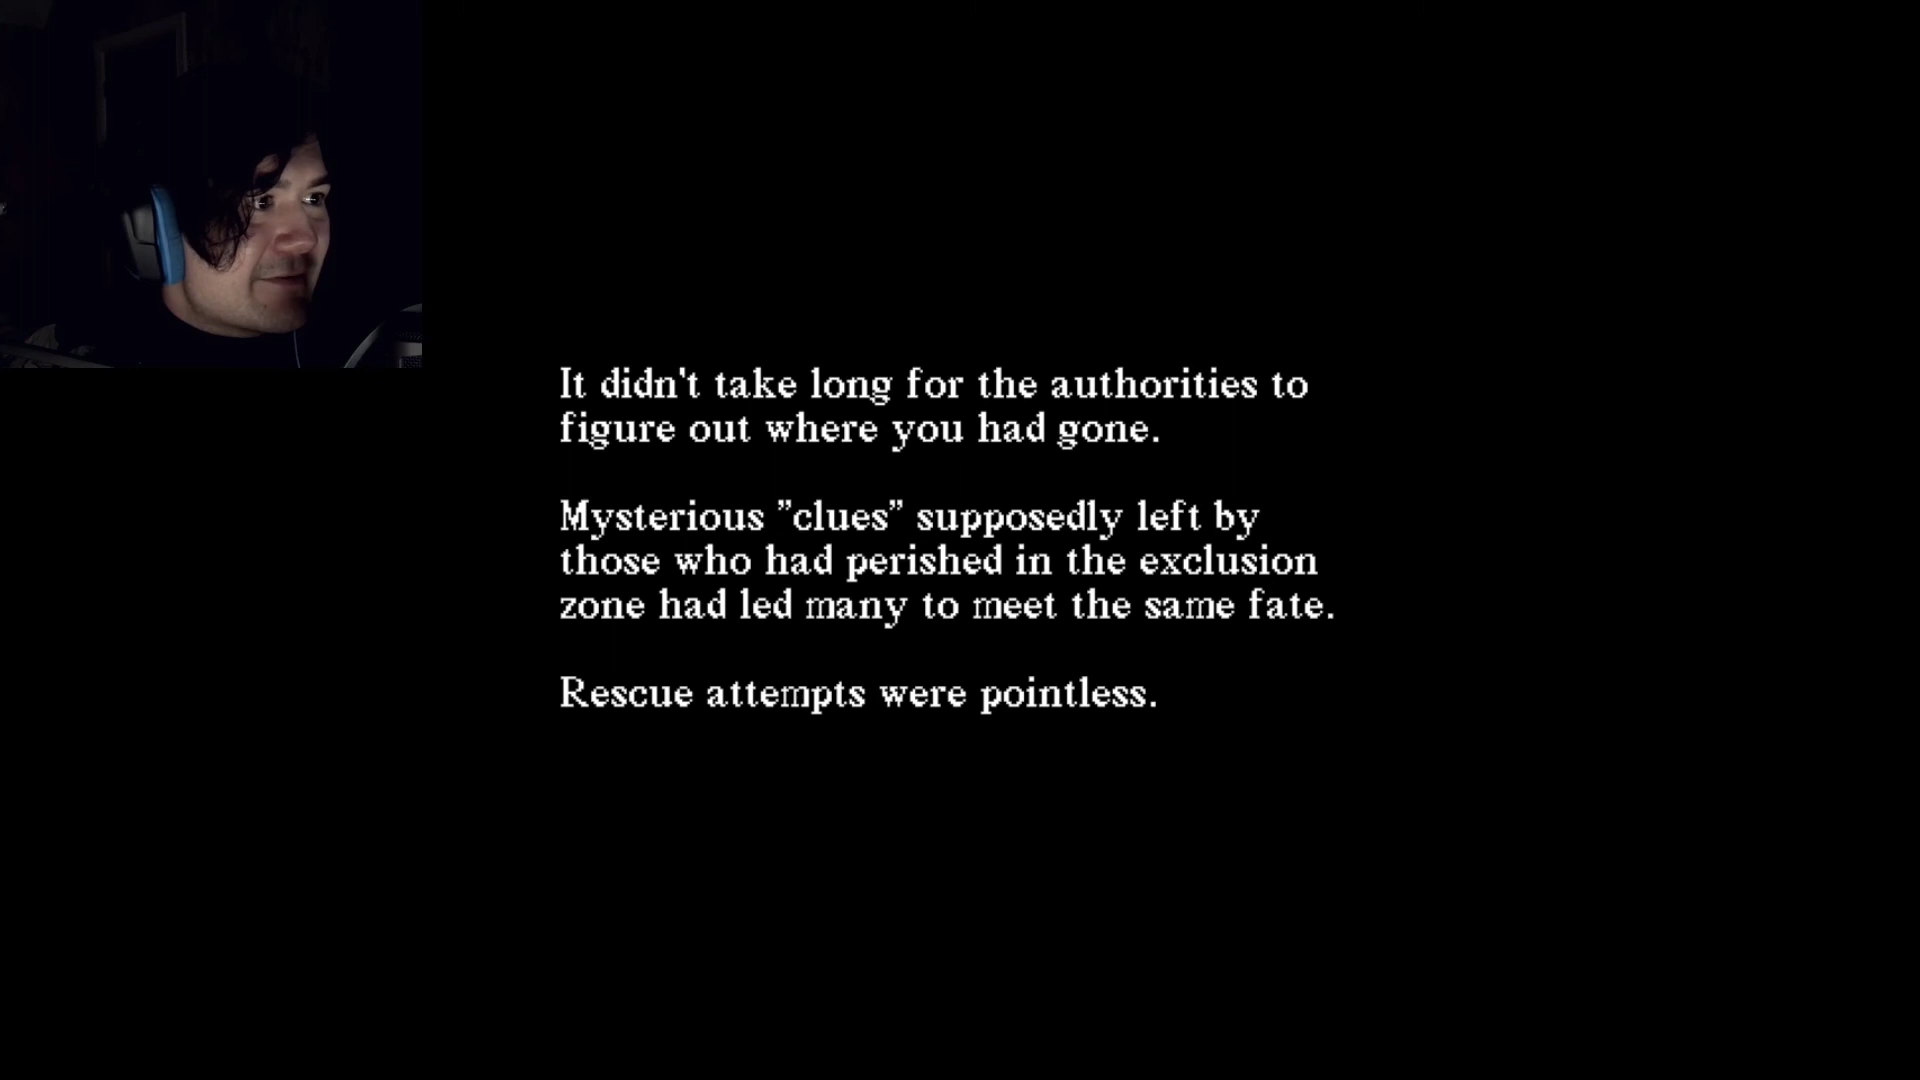 It didn't take long for the authorities to
figure out where you had gone.
Mysterious "clues" supposedly left by
those who had perished in the exclusion
zone had led many to meet the same fate.
Rescue attempts were pointless.